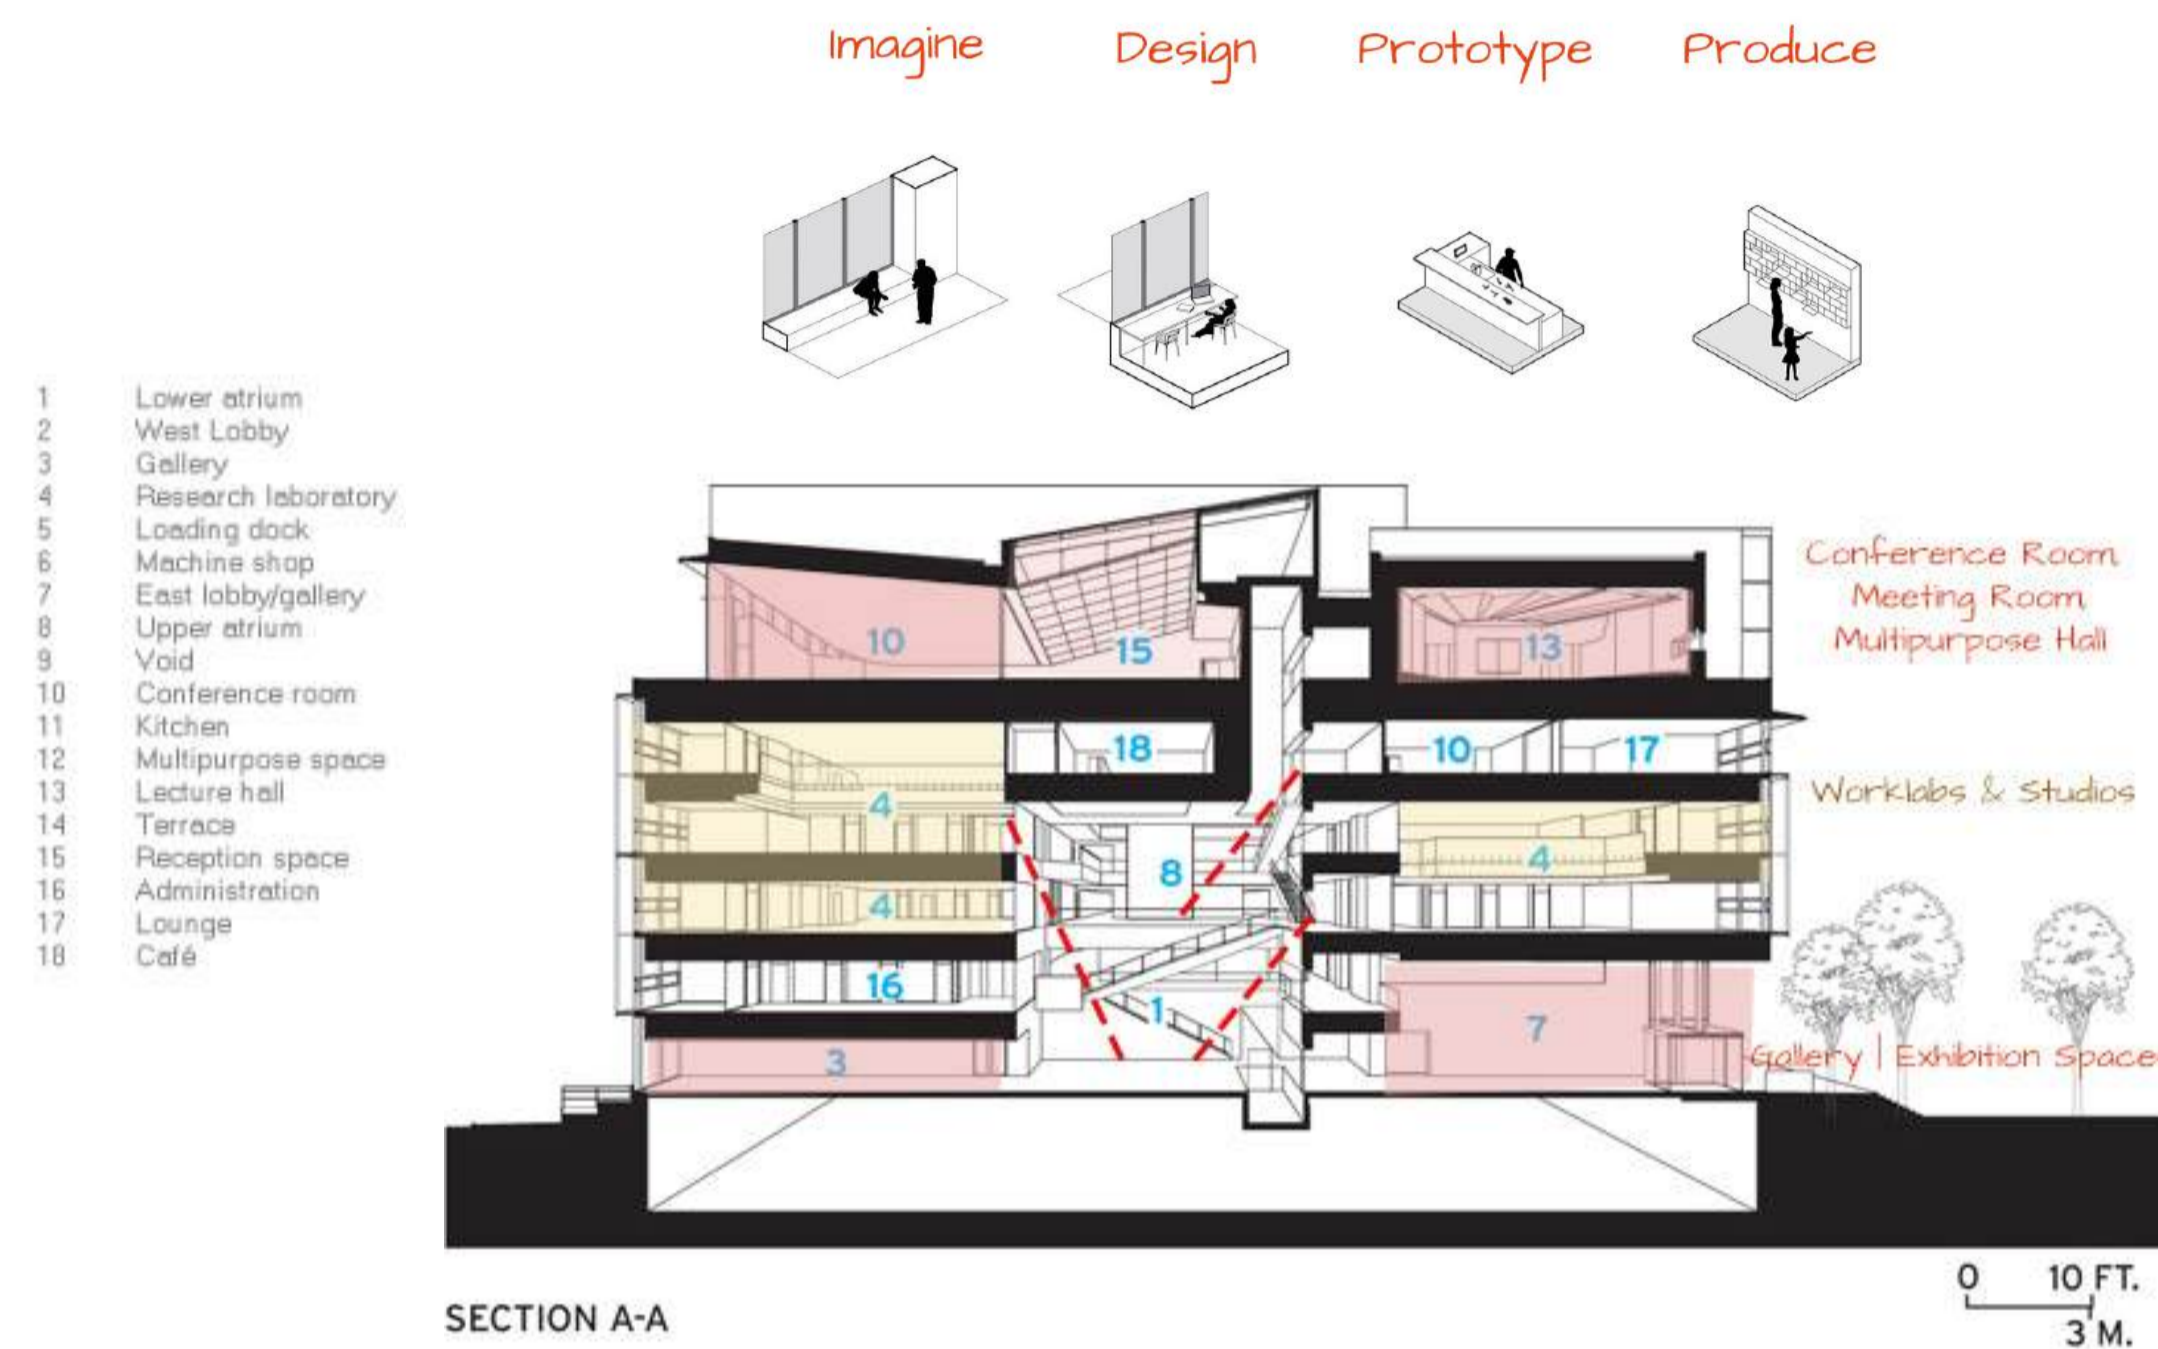 Imagine Design Prototype Produce
1 Lower atrium
2 West Lobby
3 Gallery
4 Research laboratory
5 Loading dock
6 Machine shop
7 East lobby/gallery
8 Upper atrium
9 Void
10 Conference room
11 Kitchen
12 Multipurpose space
13 Lecture hall
14 Terrace
15 Reception space
16 Administration
17 Lounge
18 Café
10 15 13
Conference Room
Meeting Room
Multipurpose Hall
18 10 17
4 4
Worklabs & Studios
8
4
16 1
3 7
Gallery | Exhibition Space
SECTION A-A
0 10 FT.
3 M.